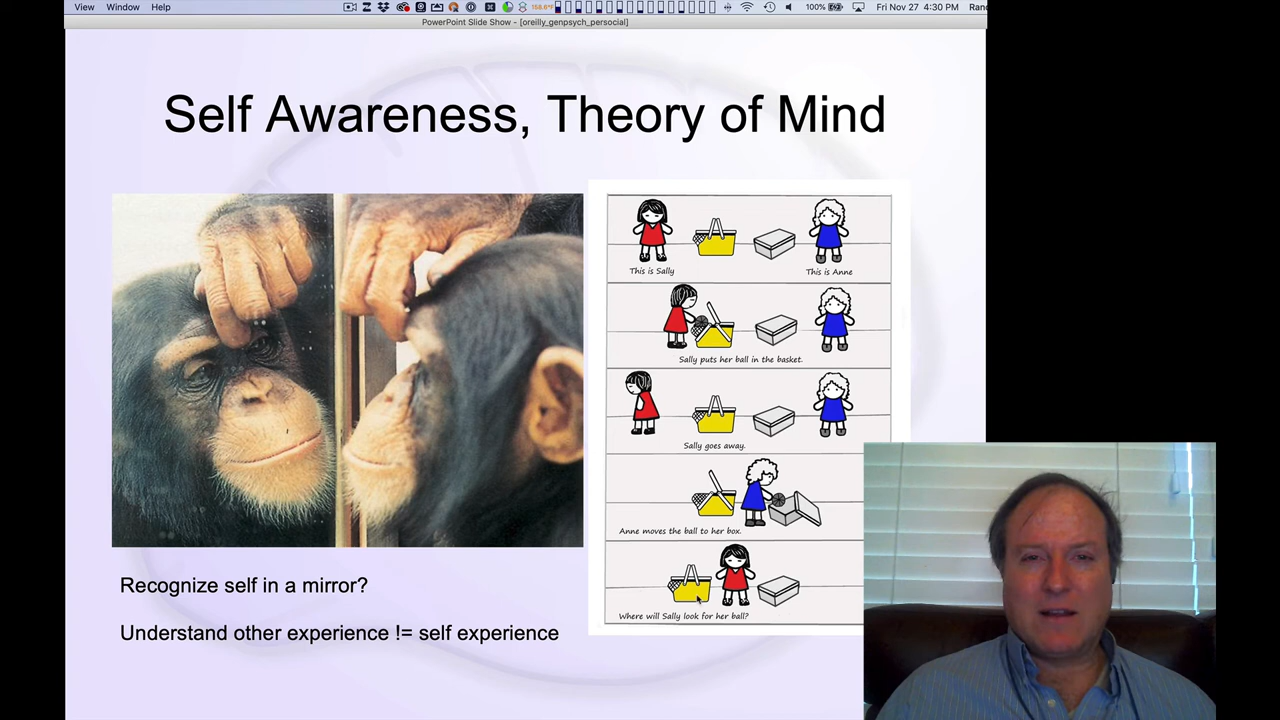 View Window Help 158.6°F 100% Fri Nov 27 4:30 PM Rand
PowerPoint Slide Show - [oreilly_genpsych_persocial]
Self Awareness, Theory of Mind
This is Sally This is Anne
Sally puts her ball in the basket.
Sally goes away.
Anne moves the ball to her box.
Where will Sally look for her ball?
Recognize self in a mirror?
Understand other experience != self experience